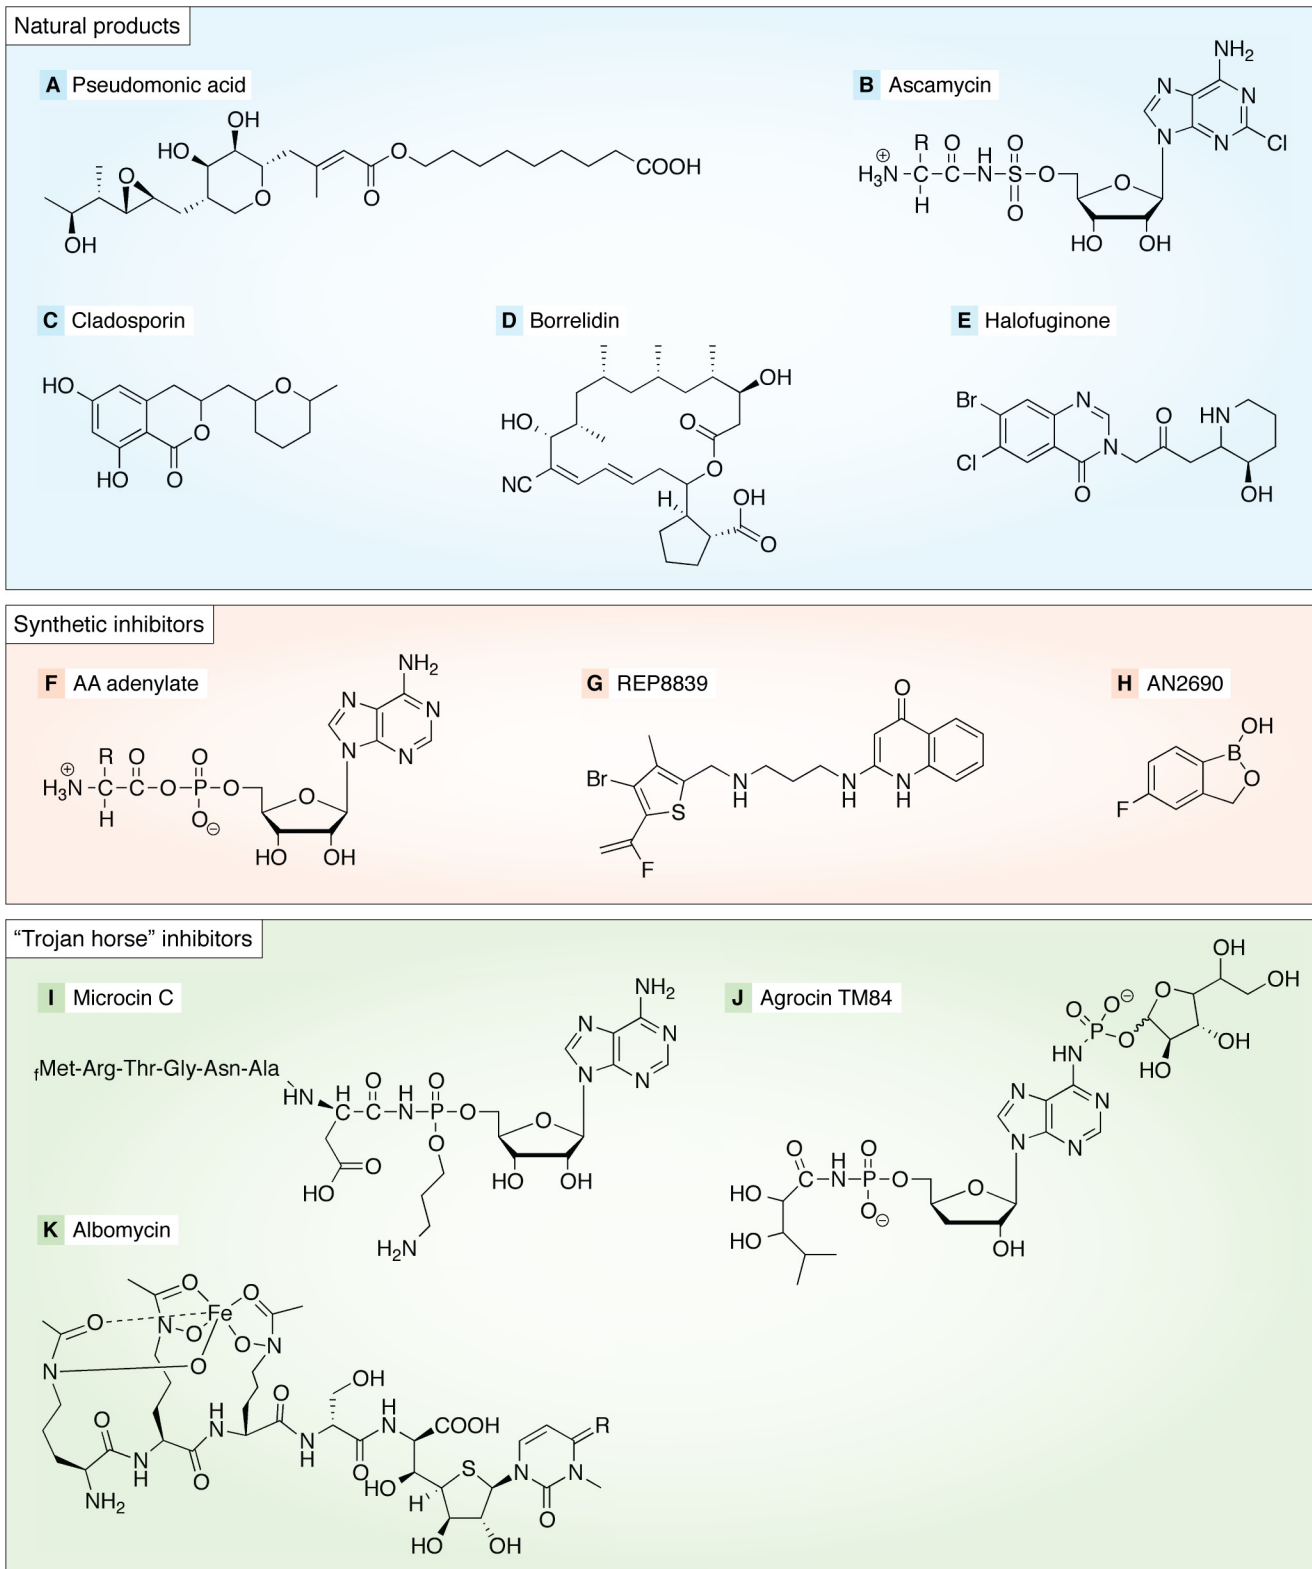 Natural products
A Pseudomonic acid
B Ascamycin
OH
HO
O
O
O
O
COOH
OH
NH2
N
N
N
N
Cl
R O H O
⊕
H3N C C N S O
H O
O
HO OH
C Cladosporin
D Borrelidin
E Halofuginone
HO
O
O
HO O
OH
HO
O
O
NC
H
OH
O
Br
Cl
N
N
O
O
HN
OH
Synthetic inhibitors
F AA adenylate
G REP8839
H AN2690
NH2
N
N
N
N
R O O
⊕
H3N C C O P O
H O⊖
O
HO OH
Br
S
F
N
H
N
H
N
H
O
OH
B
O
F
“Trojan horse” inhibitors
I Microcin C
J Agrocin TM84
fMet-Arg-Thr-Gly-Asn-Ala
HN H O H O
C C N P O
O
O
HO
H2N
NH2
N
N
N
N
O
HO OH
OH
OH
O
O O⊖
P
O
HN
OH
HO
N
N
N
N
O H O
N P O
O⊖
HO
HO
O
OH
K Albomycin
O
O
Fe
O
N O
O N
N
O
O
NH2
N
H
O
H
N
O
N
H
OH
O
H
N
COOH
HO
H
S
HO OH
N
O
N
R